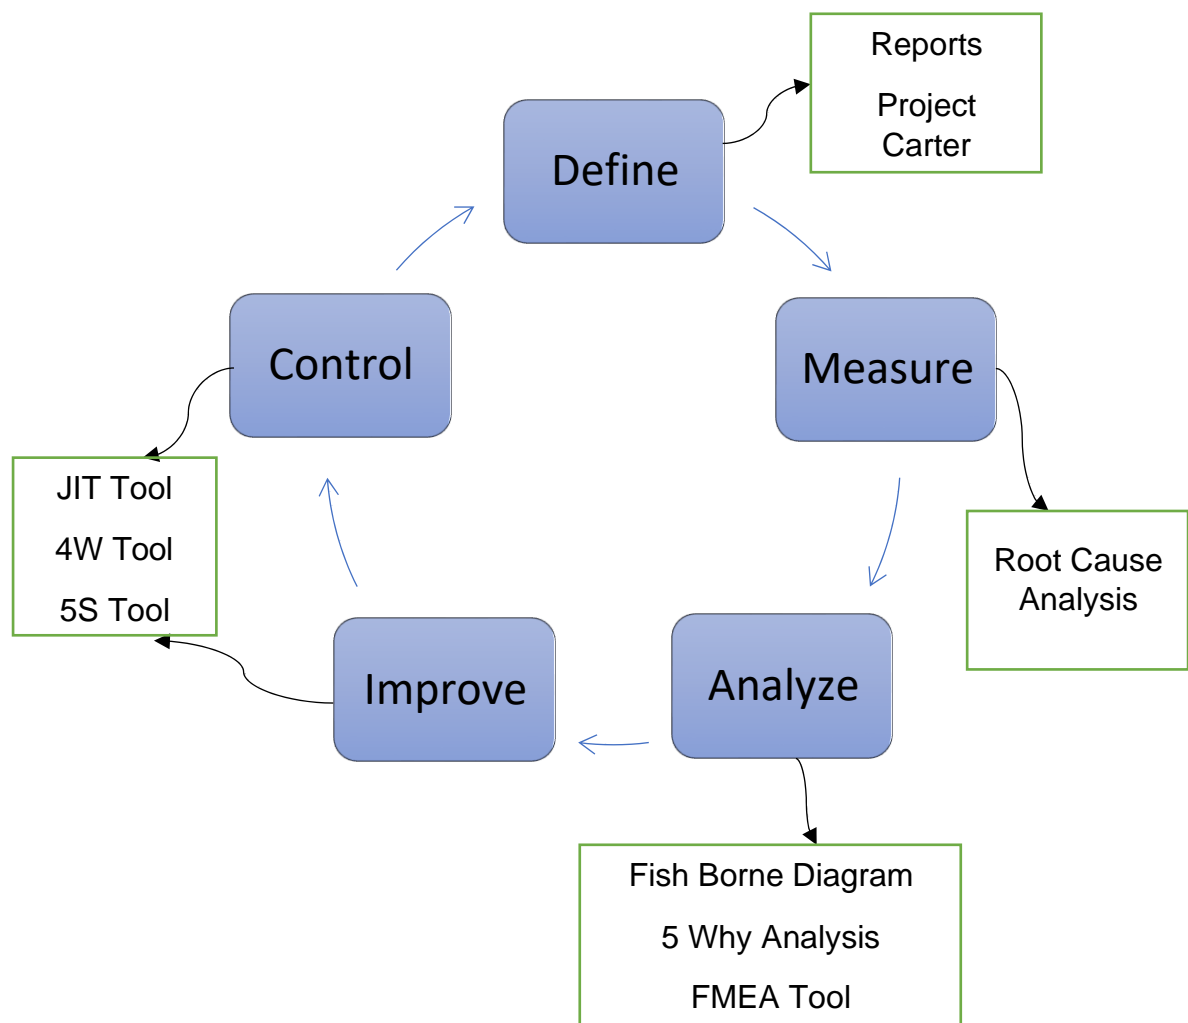 Reports
Project
Carter
Define
Control
Measure
JIT Tool
4W Tool
5S Tool
Root Cause
Analysis
Improve
Analyze
Fish Borne Diagram
5 Why Analysis
FMEA Tool